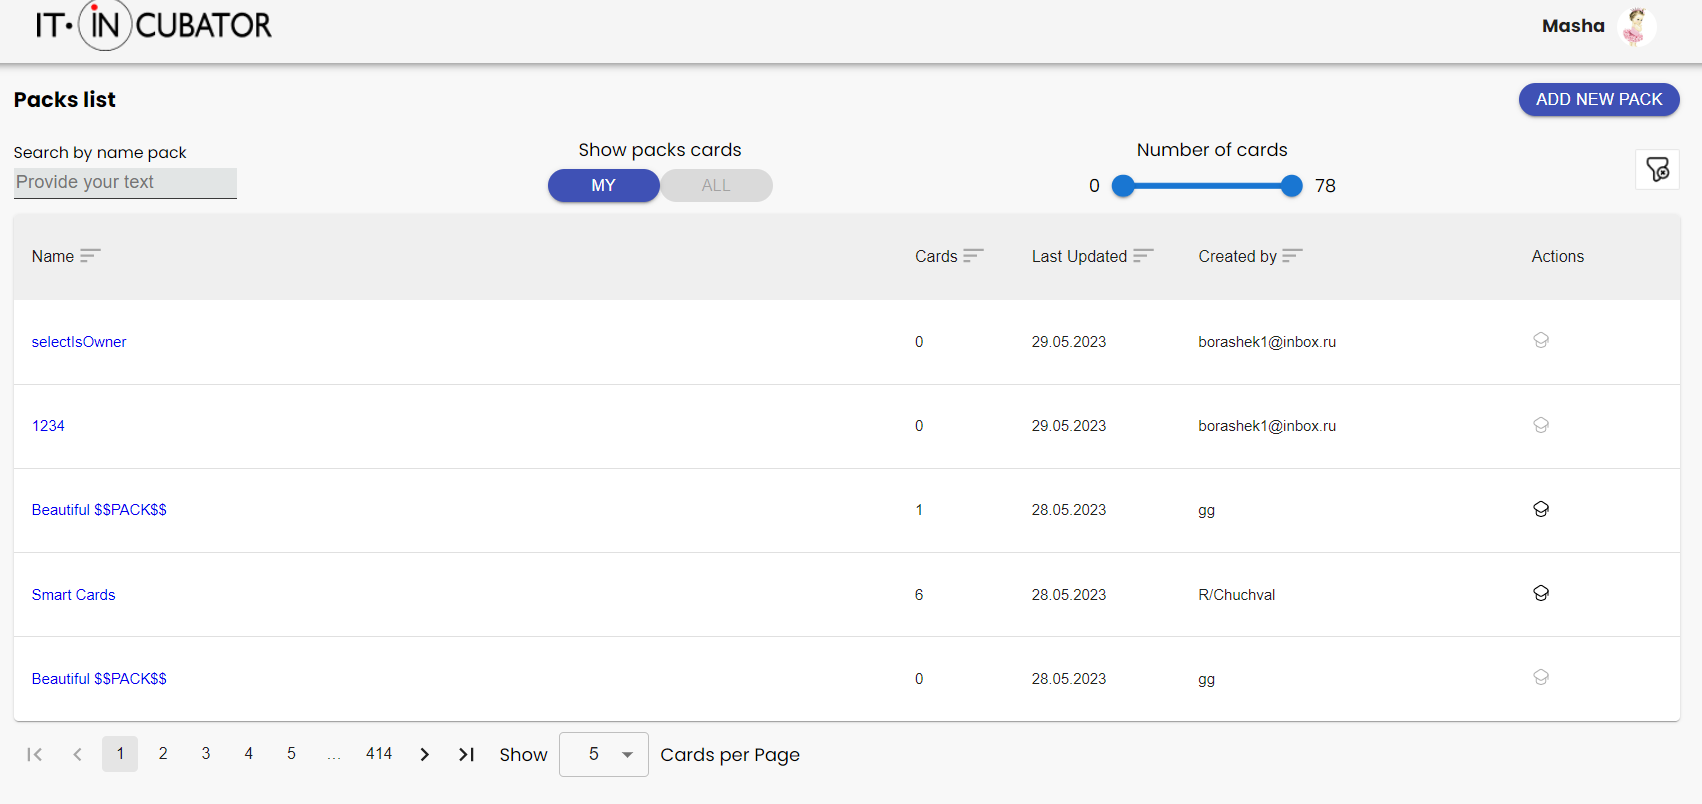 IT·INCUBATOR
Masha
Packs list
ADD NEW PACK
Search by name pack
Provide your text
Show packs cards
MY ALL
Number of cards
0 78
Name Cards Last Updated Created by Actions
selectIsOwner 0 29.05.2023 borashek1@inbox.ru
1234 0 29.05.2023 borashek1@inbox.ru
Beautiful $$PACK$$ 1 28.05.2023 gg
Smart Cards 6 28.05.2023 R/Chuchval
Beautiful $$PACK$$ 0 28.05.2023 gg
1 2 3 4 5 ... 414 Show 5 Cards per Page